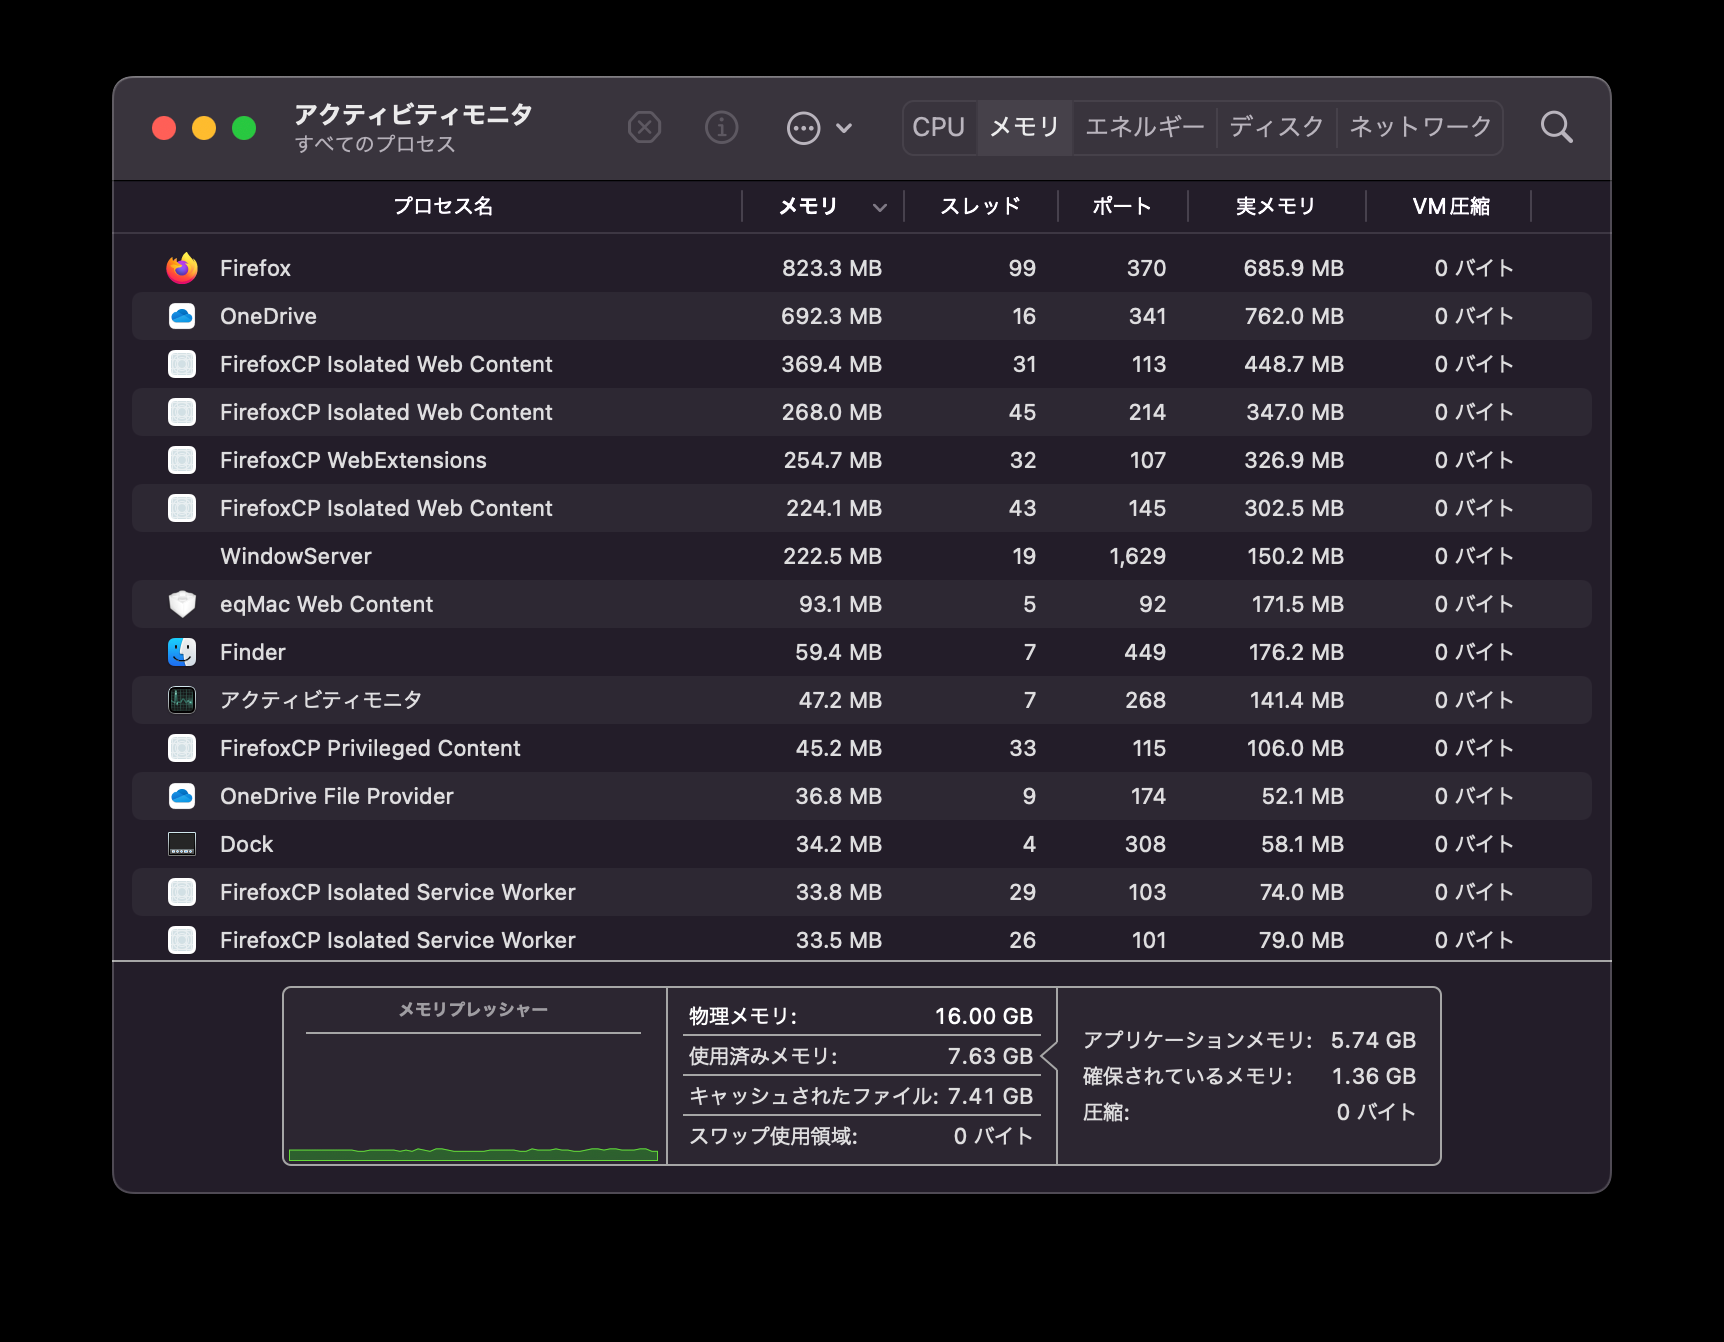 アクティビティモニタ
すべてのプロセス
CPU メモリ エネルギー ディスク ネットワーク
プロセス名 メモリ スレッド ポート 実メモリ VM圧縮
Firefox 823.3 MB 99 370 685.9 MB 0 バイト
OneDrive 692.3 MB 16 341 762.0 MB 0 バイト
FirefoxCP Isolated Web Content 369.4 MB 31 113 448.7 MB 0 バイト
FirefoxCP Isolated Web Content 268.0 MB 45 214 347.0 MB 0 バイト
FirefoxCP WebExtensions 254.7 MB 32 107 326.9 MB 0 バイト
FirefoxCP Isolated Web Content 224.1 MB 43 145 302.5 MB 0 バイト
WindowServer 222.5 MB 19 1,629 150.2 MB 0 バイト
eqMac Web Content 93.1 MB 5 92 171.5 MB 0 バイト
Finder 59.4 MB 7 449 176.2 MB 0 バイト
アクティビティモニタ 47.2 MB 7 268 141.4 MB 0 バイト
FirefoxCP Privileged Content 45.2 MB 33 115 106.0 MB 0 バイト
OneDrive File Provider 36.8 MB 9 174 52.1 MB 0 バイト
Dock 34.2 MB 4 308 58.1 MB 0 バイト
FirefoxCP Isolated Service Worker 33.8 MB 29 103 74.0 MB 0 バイト
FirefoxCP Isolated Service Worker 33.5 MB 26 101 79.0 MB 0 バイト
メモリプレッシャー
物理メモリ: 16.00 GB
使用済みメモリ: 7.63 GB
キャッシュされたファイル: 7.41 GB
スワップ使用領域: 0 バイト
アプリケーションメモリ: 5.74 GB
確保されているメモリ: 1.36 GB
圧縮: 0 バイト